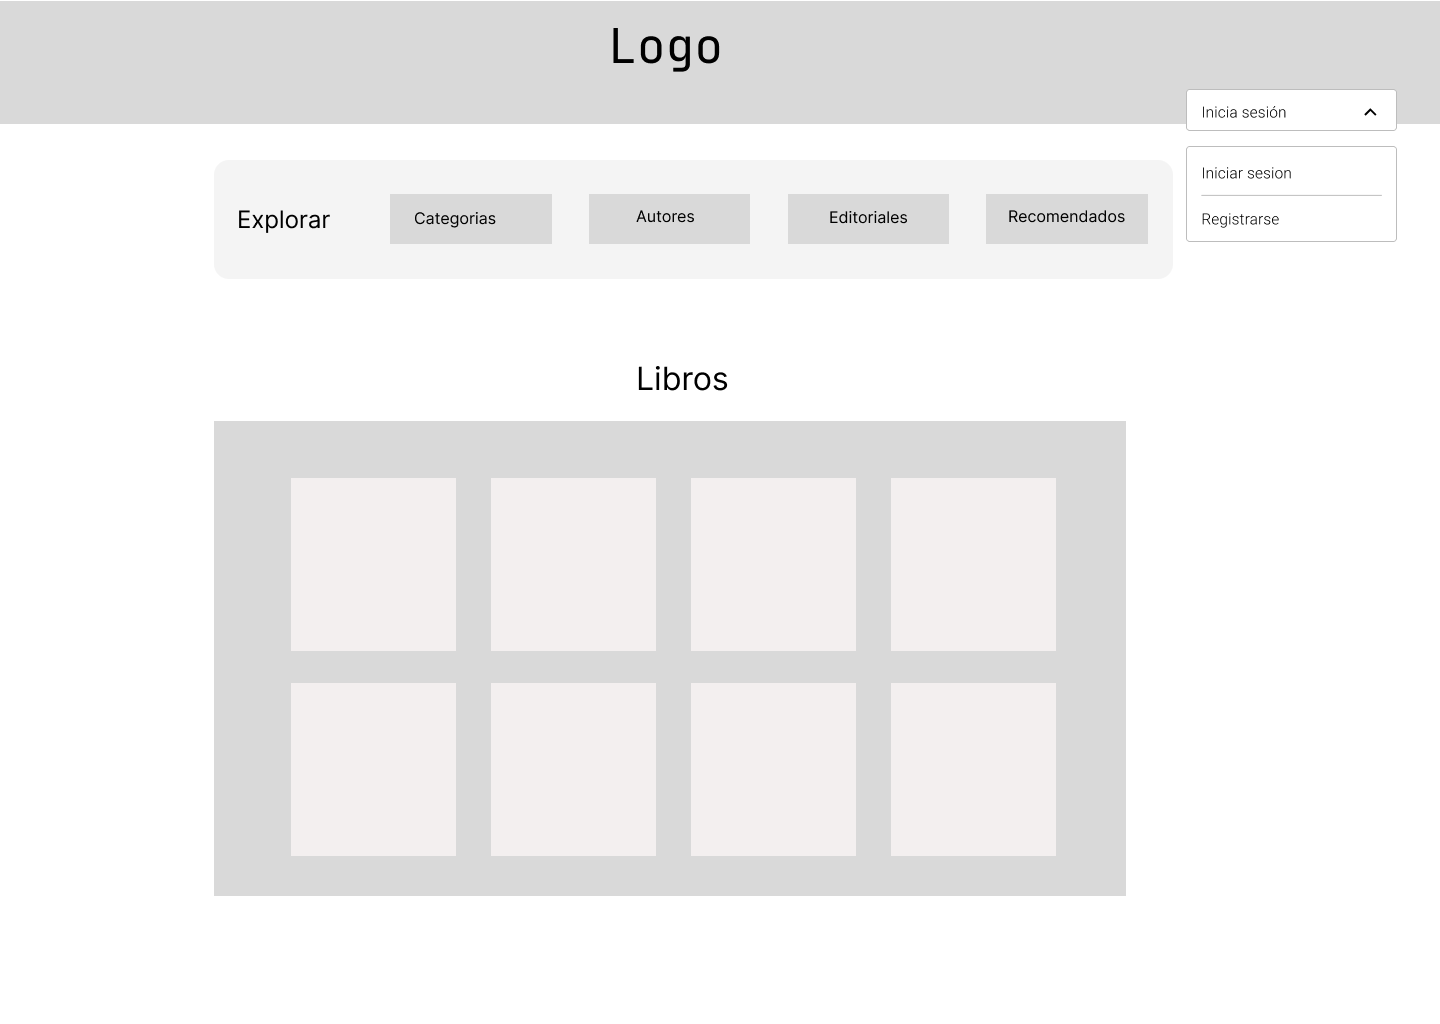 Logo
Inicia sesión
Iniciar sesion
Registrarse
Explorar
Categorias
Autores
Editoriales
Recomendados
Libros